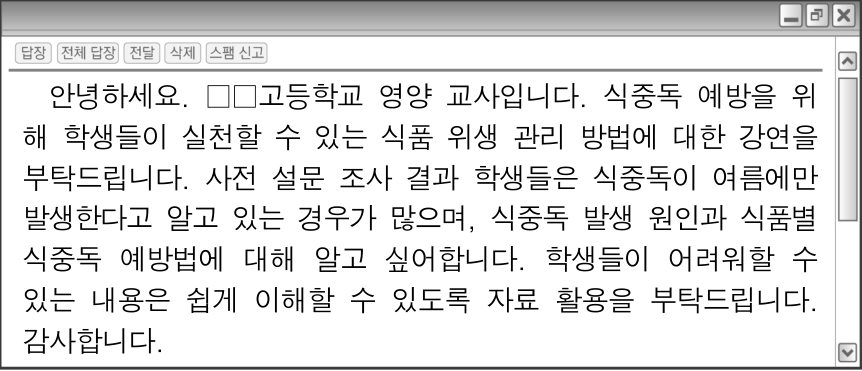 답장 전체 답장 전달 삭제 스팸 신고
안녕하세요. □□고등학교 영양 교사입니다. 식중독 예방을 위
해 학생들이 실천할 수 있는 식품 위생 관리 방법에 대한 강연을
부탁드립니다. 사전 설문 조사 결과 학생들은 식중독이 여름에만
발생한다고 알고 있는 경우가 많으며, 식중독 발생 원인과 식품별
식중독 예방법에 대해 알고 싶어합니다. 학생들이 어려워할 수
있는 내용은 쉽게 이해할 수 있도록 자료 활용을 부탁드립니다.
감사합니다.